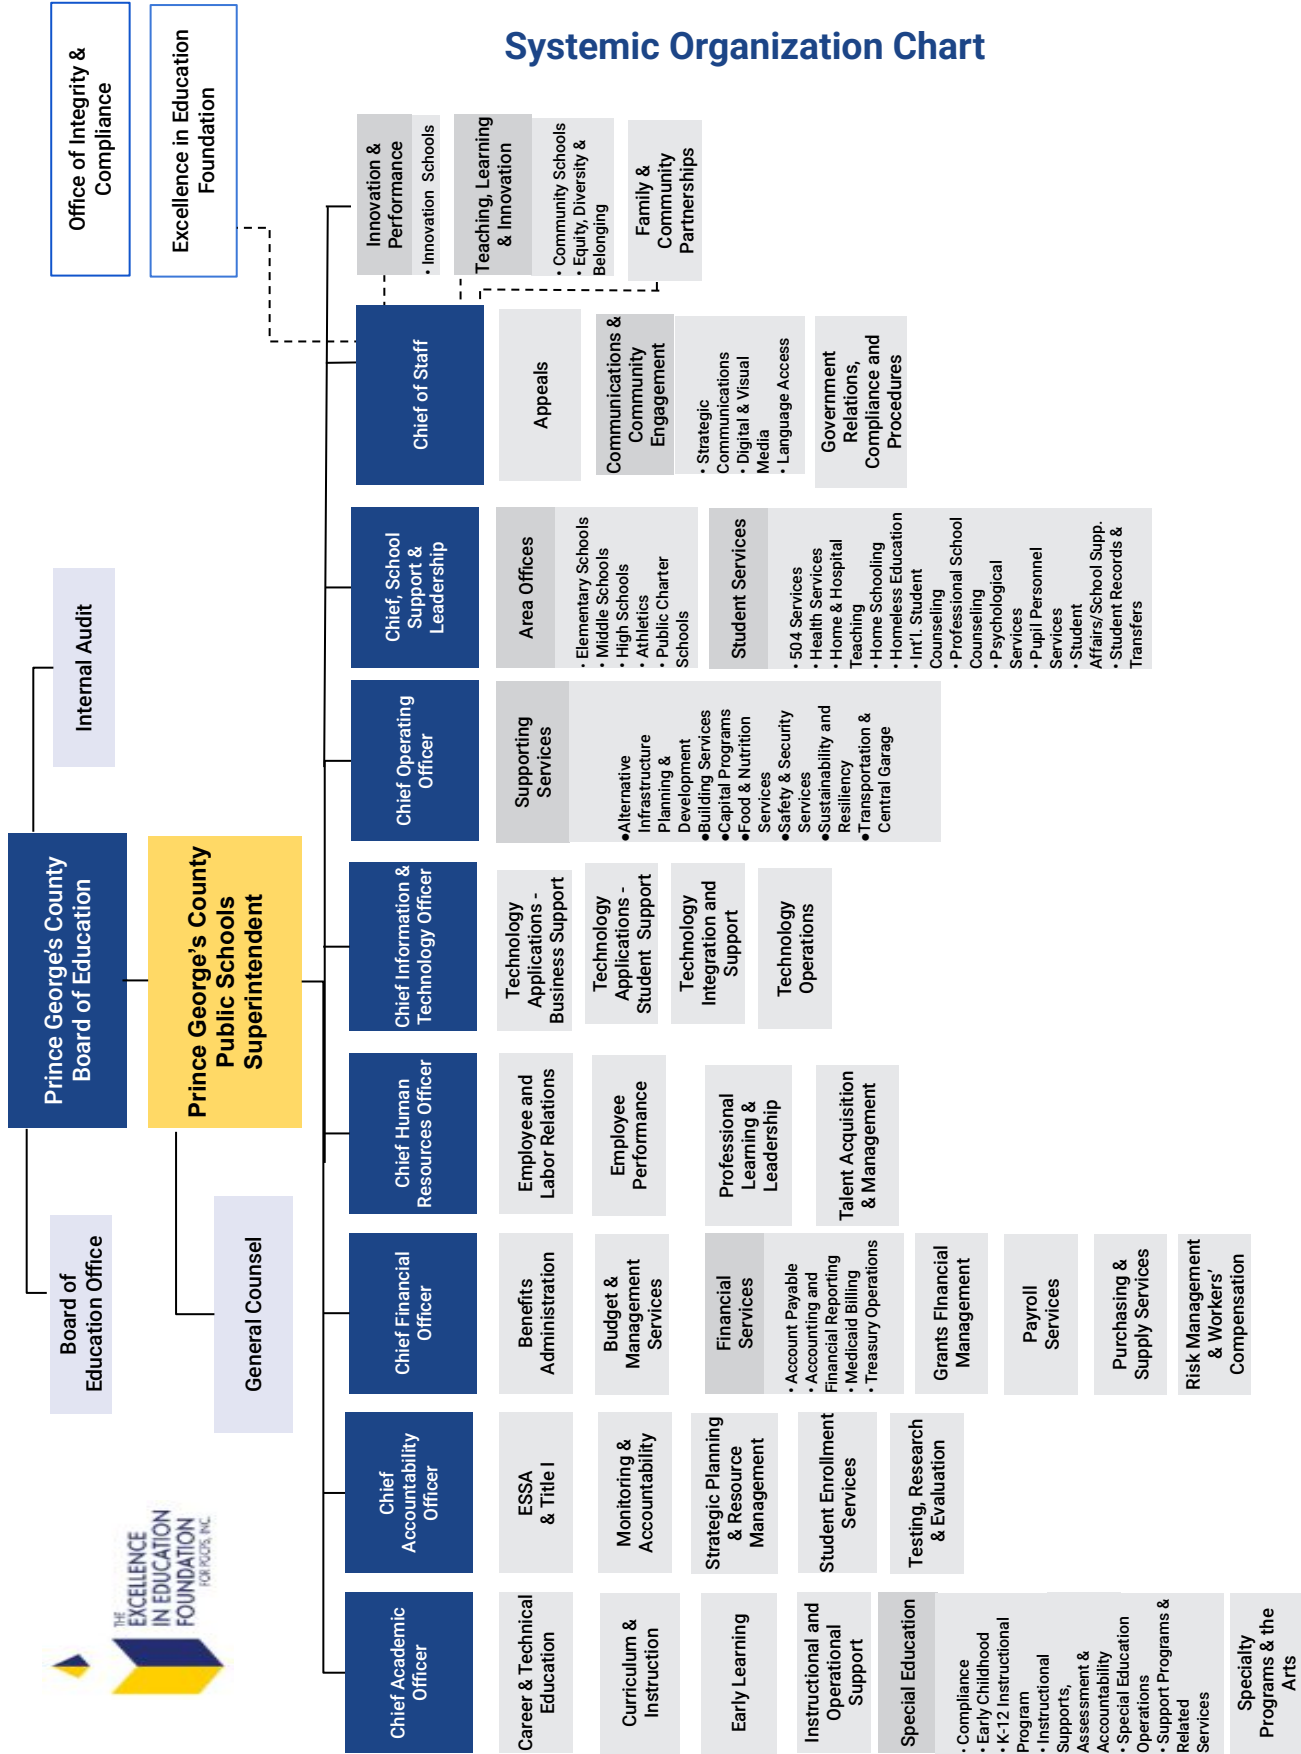 Systemic Organization Chart
THE
EXCELLENCE
IN EDUCATION
FOUNDATION
FOR PGCPS, INC.
Prince George's County
Board of Education
Board of
Education Office
Internal Audit
Office of Integrity &
Compliance
Excellence in Education
Foundation
Prince George's County
Public Schools
Superintendent
General Counsel
Chief Academic
Officer
Career & Technical
Education
Curriculum &
Instruction
Early Learning
Instructional and
Operational
Support
Special Education
• Compliance
• Early Childhood
• K-12 Instructional
Program
• Instructional
Supports,
Assessment &
Accountability
• Special Education
Operations
• Support Programs &
Related
Services
Specialty
Programs & the
Arts
Chief
Accountability
Officer
ESSA
& Title I
Monitoring &
Accountability
Strategic Planning
& Resource
Management
Student Enrollment
Services
Testing, Research
& Evaluation
Chief Financial
Officer
Benefits
Administration
Budget &
Management
Services
Financial
Services
• Account Payable
• Accounting and
Financial Reporting
• Medicaid Billing
• Treasury Operations
Grants FInancial
Management
Payroll
Services
Purchasing &
Supply Services
Risk Management
& Workers'
Compensation
Chief Human
Resources Officer
Employee and
Labor Relations
Employee
Performance
Professional
Learning &
Leadership
Talent Acquisition
& Management
Chief Information &
Technology Officer
Technology
Applications -
Business Support
Technology
Applications -
Student Support
Technology
Integration and
Support
Technology
Operations
Chief Operating
Officer
Supporting
Services
●Alternative
Infrastructure
Planning &
Development
●Building Services
●Capital Programs
●Food & Nutrition
Services
●Safety & Security
Services
●Sustainability and
Resiliency
●Transportation &
Central Garage
Chief, School
Support &
Leadership
Area Offices
• Elementary Schools
• Middle Schools
• High Schools
• Athletics
• Public Charter
Schools
Student Services
• 504 Services
• Health Services
• Home & Hospital
Teaching
• Home Schooling
• Homeless Education
• Int'l. Student
Counseling
• Professional School
Counseling
• Psychological
Services
• Pupil Personnel
Services
• Student
Affairs/School Supp.
• Student Records &
Transfers
Chief of Staff
Appeals
Communications &
Community
Engagement
• Strategic
Communications
• Digital & Visual
Media
• Language Access
Government
Relations,
Compliance and
Procedures
Innovation &
Performance
• Innovation Schools
Teaching, Learning
& Innovation
• Community Schools
• Equity, Diversity &
Belonging
Family &
Community
Partnerships